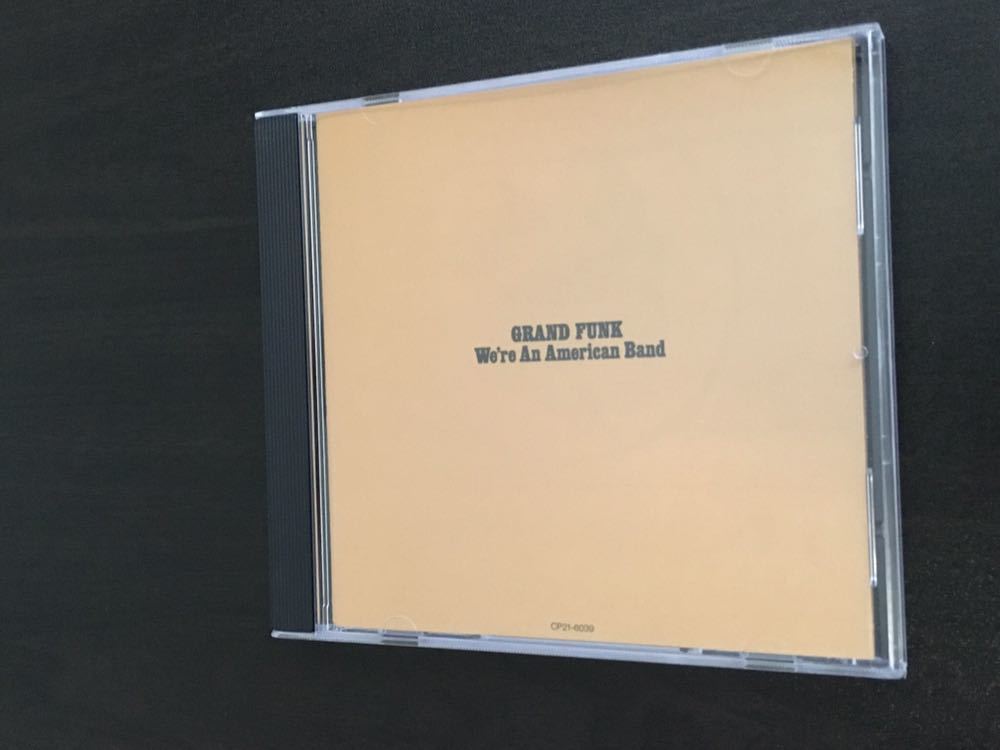 GRAND FUNK
We're An American Band
CP21-6039